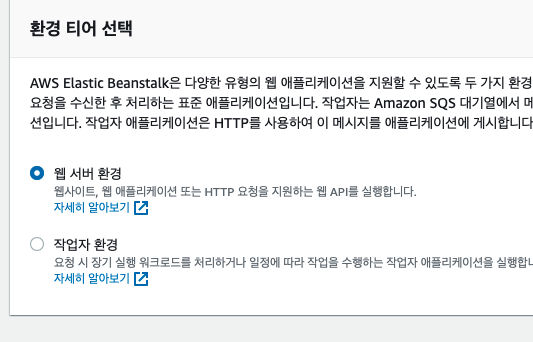 환경 티어 선택
AWS Elastic Beanstalk은 다양한 유형의 웹 애플리케이션을 지원할 수 있도록 두 가지 환경
요청을 수신한 후 처리하는 표준 애플리케이션입니다. 작업자는 Amazon SQS 대기열에서 메
션입니다. 작업자 애플리케이션은 HTTP를 사용하여 이 메시지를 애플리케이션에 게시합니다
웹 서버 환경
웹사이트, 웹 애플리케이션 또는 HTTP 요청을 지원하는 웹 API를 실행합니다.
자세히 알아보기
작업자 환경
요청 시 장기 실행 워크로드를 처리하거나 일정에 따라 작업을 수행하는 작업자 애플리케이션을 실행합니
자세히 알아보기